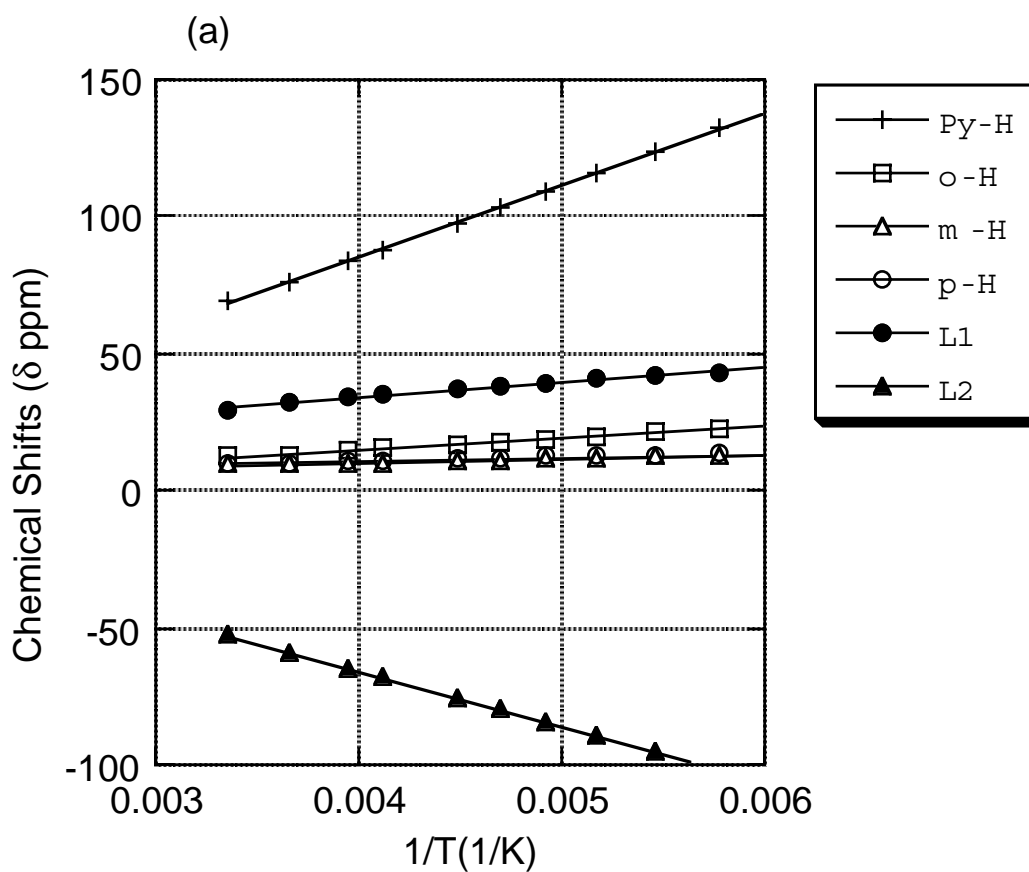 (a)
150
100
50
0
-50
-100
Chemical Shifts (δ ppm)
0.003 0.004 0.005 0.006
1/T(1/K)
Py-H
o-H
m -H
p-H
L1
L2